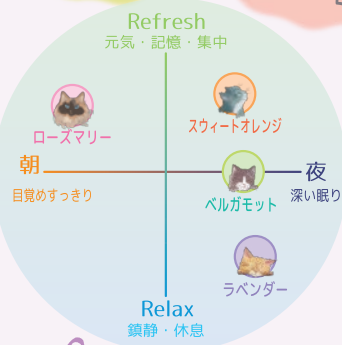 Refresh
元気・記憶・集中
ローズマリー
スウィートオレンジ
朝
夜
目覚めすっきり
深い眠り
ベルガモット
ラベンダー
Relax
鎮静・休息